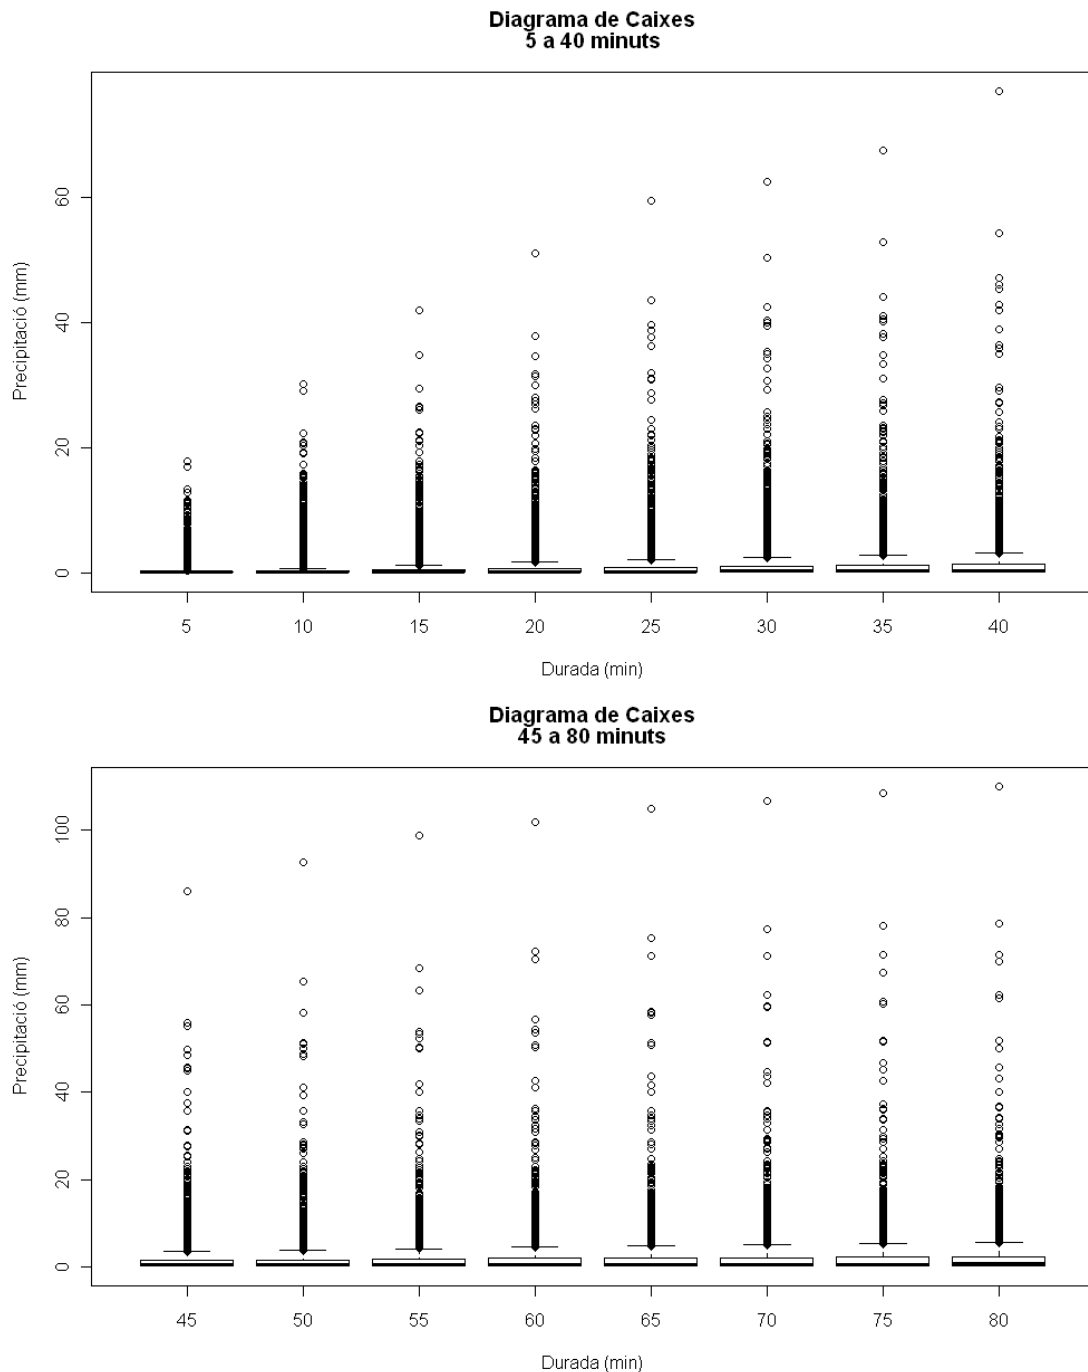 Diagrama de Caixes
5 a 40 minuts
Precipitació (mm)
60
40
20
0
5 10 15 20 25 30 35 40
Durada (min)
Diagrama de Caixes
45 a 80 minuts
Precipitació (mm)
100
80
60
40
20
0
45 50 55 60 65 70 75 80
Durada (min)